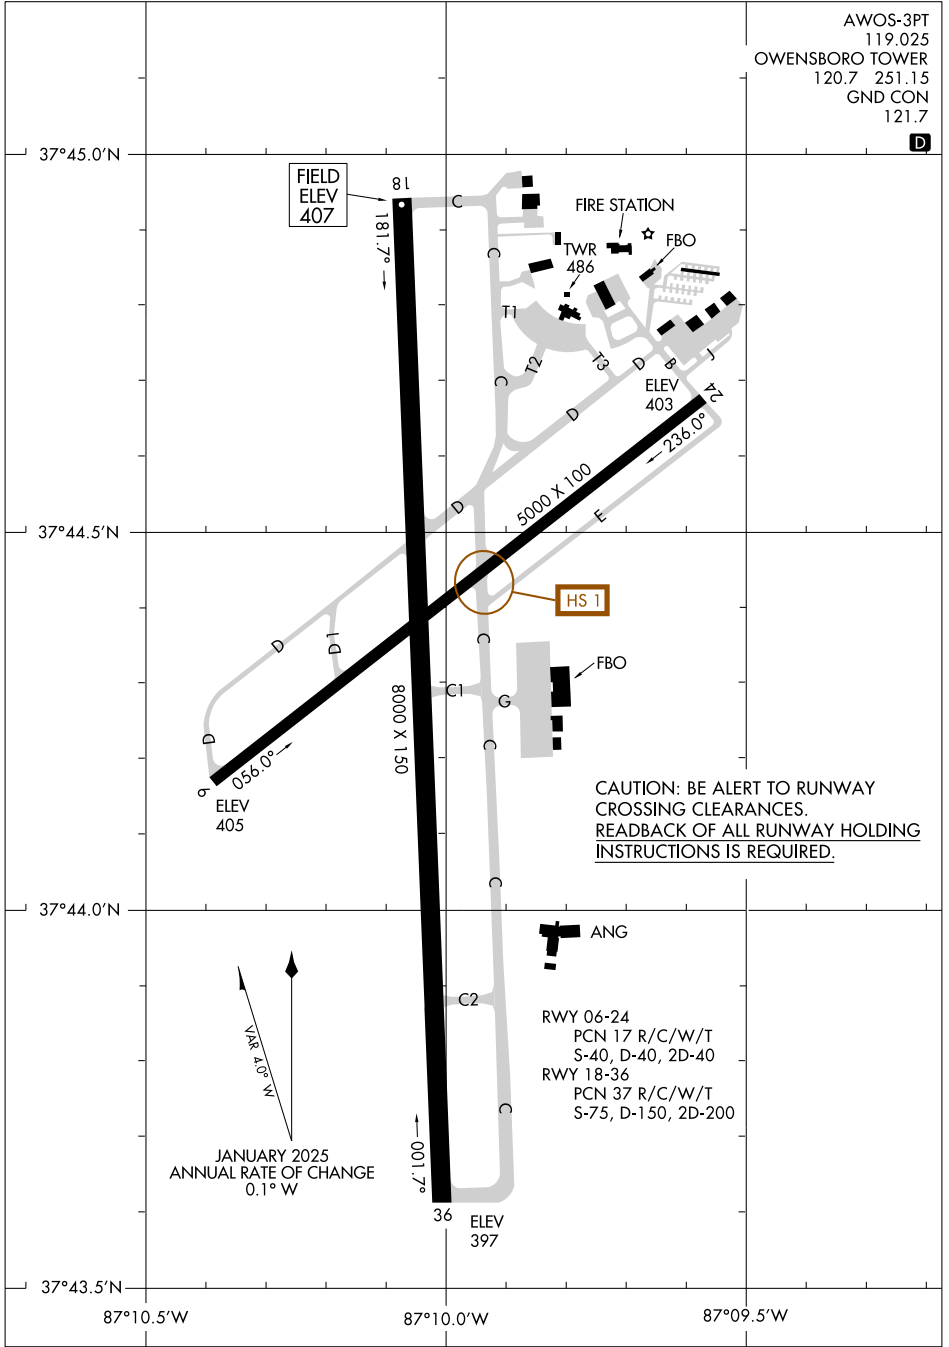 AWOS-3PT
119.025
OWENSBORO TOWER
120.7 251.15
GND CON
121.7
D
37°45.0'N
FIELD
ELEV
407
18
181.7°
C
FIRE STATION
FBO
TWR
486
C
T1
T2
T3
C
D
B
J
ELEV
403
24
236.0°
D
D
5000 X 100
E
37°44.5'N
HS 1
D
D1
C
FBO
C1
G
8000 X 150
C
D
056.0°
6
ELEV
405
CAUTION: BE ALERT TO RUNWAY
CROSSING CLEARANCES.
READBACK OF ALL RUNWAY HOLDING
INSTRUCTIONS IS REQUIRED.
C
37°44.0'N
ANG
VAR 4.0° W
C2
RWY 06-24
PCN 17 R/C/W/T
S-40, D-40, 2D-40
RWY 18-36
PCN 37 R/C/W/T
S-75, D-150, 2D-200
C
001.7°
JANUARY 2025
ANNUAL RATE OF CHANGE
0.1° W
36
ELEV
397
37°43.5'N
87°10.5'W
87°10.0'W
87°09.5'W